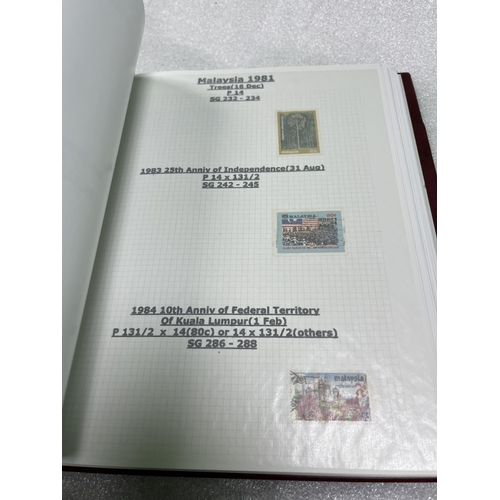 Malaysia 1981
Trees(16 Dec)
P 14
SG 232 - 234
1983 25th Anniv of Independence(31 Aug)
P 14 x 131/2
SG 242 - 245
MALAYSIA
1984 10th Anniv of Federal Territory
Of Kuala Lumpur(1 Feb)
P 131/2 x 14(80c) or 14 x 131/2(others)
SG 286 - 288
malaysia